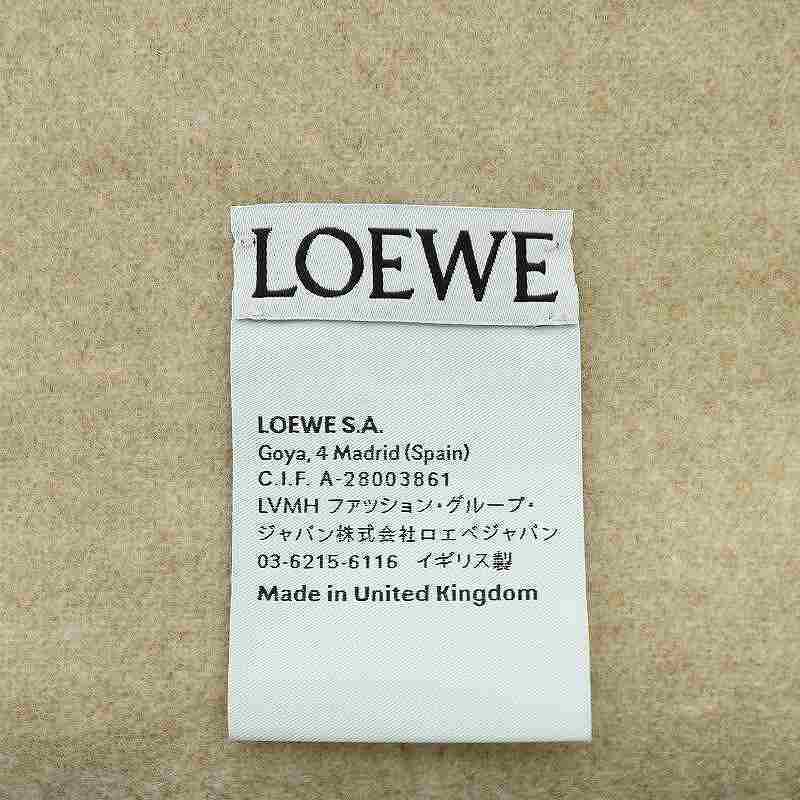 LOEWE
LOEWE S.A.
Goya, 4 Madrid (Spain)
C.I.F. A-28003861
LVMH ファッション・グループ・
ジャパン株式会社ロエベジャパン
03-6215-6116 イギリス製
Made in United Kingdom